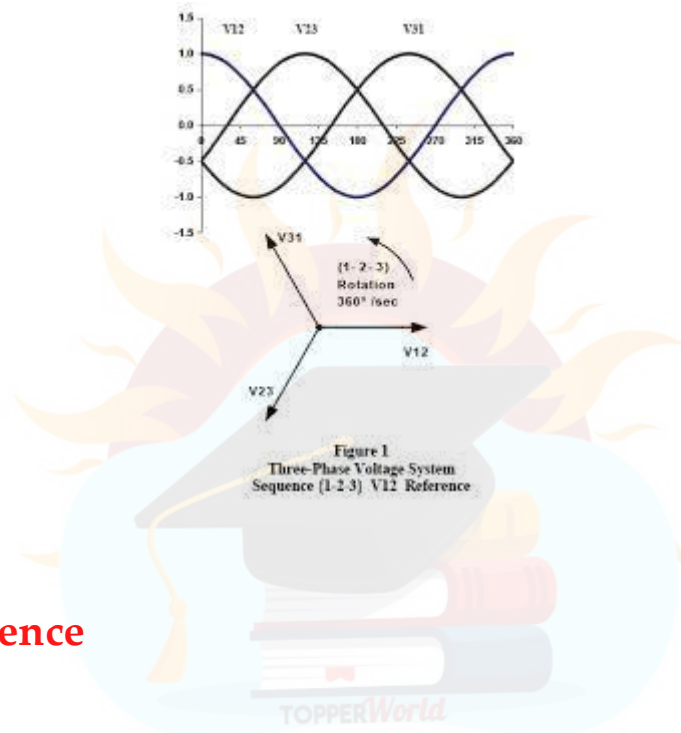 1.5
V12 V23 V31
1.0
0.5
0.0
0 45 90 135 180 225 270 315 360
-0.5
-1.0
-1.5
V31
(1- 2- 3)
Rotation
360° /sec
V12
V23
Figure 1
Three-Phase Voltage System
Sequence (1-2-3) V12 Reference
ence
TOPPERWorld